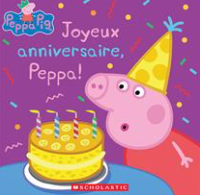 Peppa Pig
Joyeux
anniversaire,
Peppa!
SCHOLASTIC